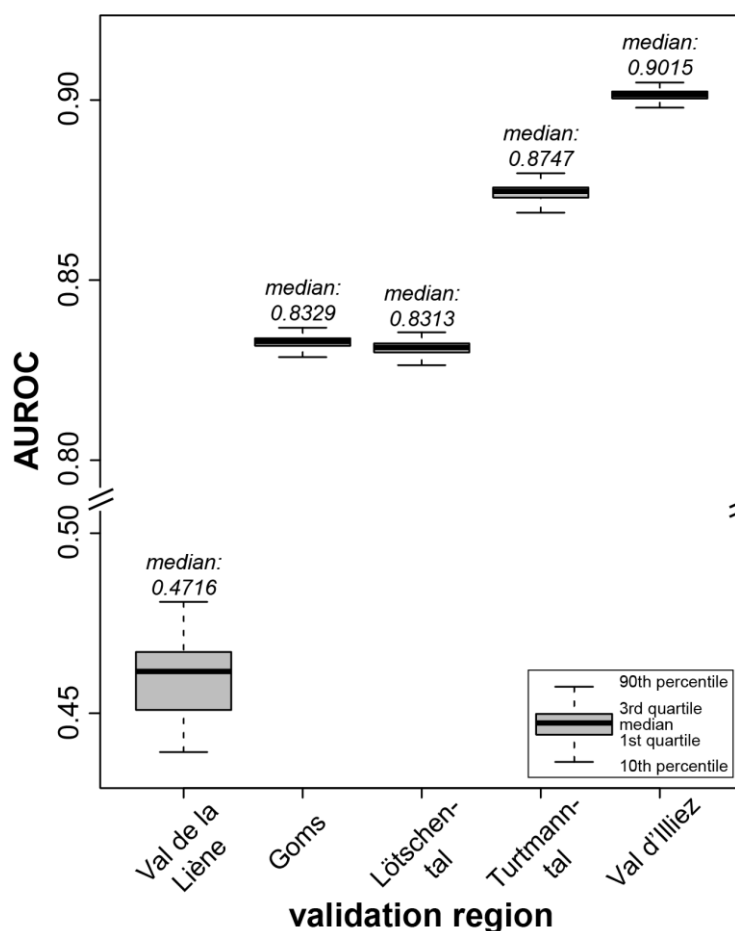 median:
0.9015
0.90
median:
0.8747
0.85
median:
0.8329
median:
0.8313
AUROC
0.80
0.50
median:
0.4716
0.45
90th percentile
3rd quartile
median
1st quartile
10th percentile
Val de la
Liène
Goms
Lötschen-
tal
Turtmann-
tal
Val d'Illiez
validation region